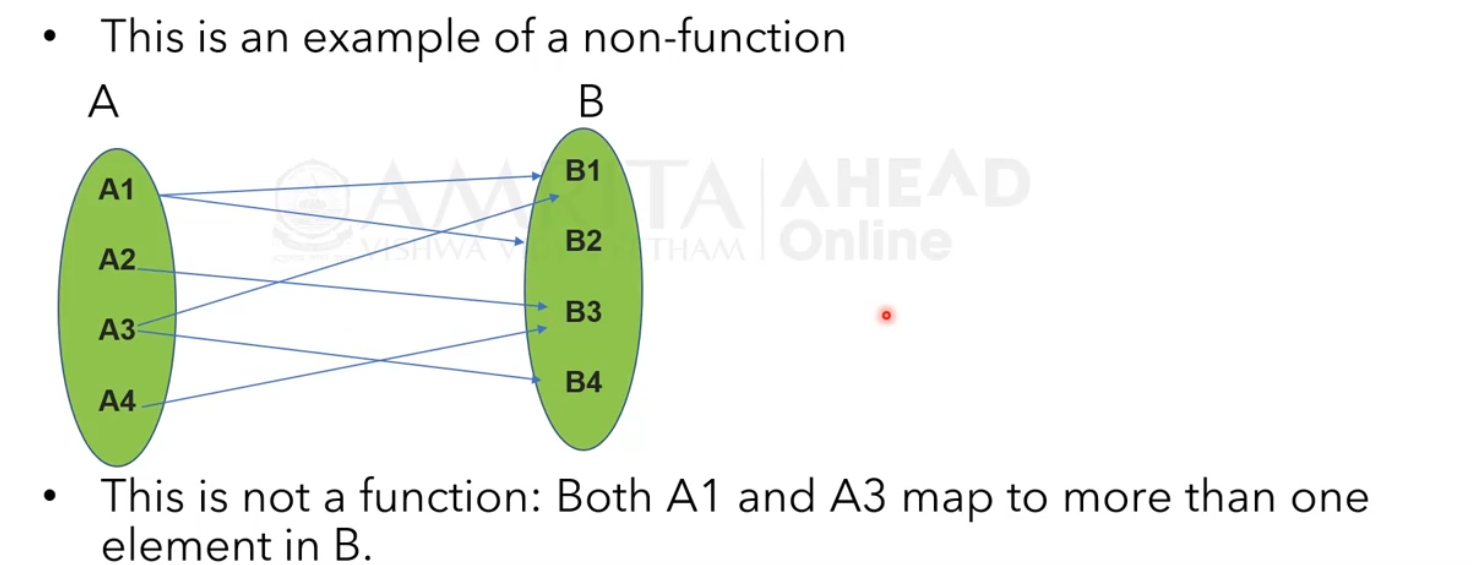 • This is an example of a non-function
A B
A1 B1
A2 B2
A3 B3
A4 B4
AMRITA AHEAD
VISHWA VIDYAPEETHAM Online
• This is not a function: Both A1 and A3 map to more than one
element in B.